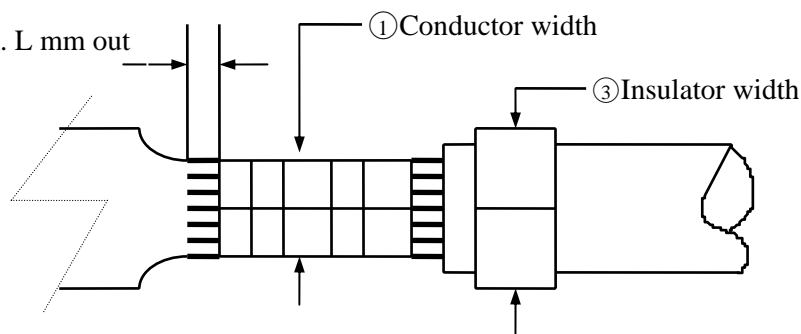 ①Conductor width
. L mm out
③Insulator width